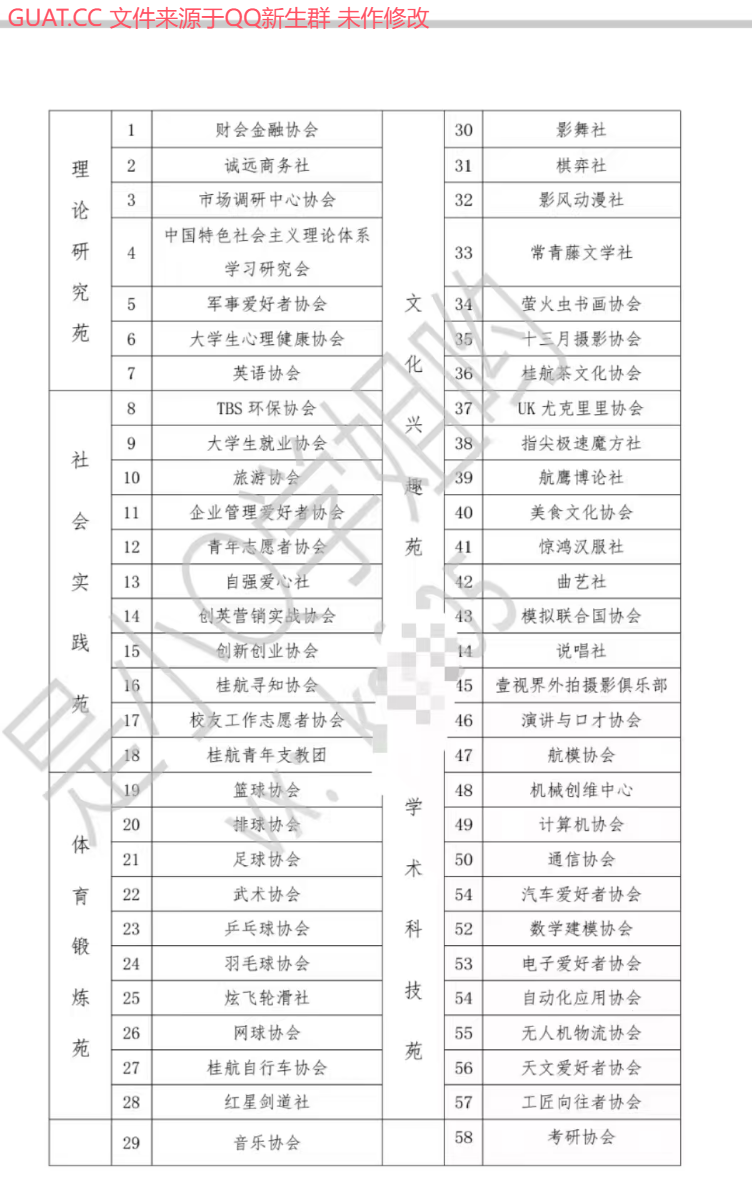 GUAT.CC 文件来源于QQ新生群 未作修改
理论研究苑
1 财会金融协会
2 诚远商务社
3 市场调研中心协会
4 中国特色社会主义理论体系
学习研究会
5 军事爱好者协会
6 大学生心理健康协会
7 英语协会
社会实践苑
8 TBS 环保协会
9 大学生就业协会
10 旅游协会
11 企业管理爱好者协会
12 青年志愿者协会
13 自强爱心社
14 创英营销实战协会
15 创新创业协会
16 桂航寻知协会
17 校友工作志愿者协会
18 桂航青年支教团
体育锻炼苑
19 篮球协会
20 排球协会
21 足球协会
22 武术协会
23 乒乓球协会
24 羽毛球协会
25 炫飞轮滑社
26 网球协会
27 桂航自行车协会
28 红星剑道社
29 音乐协会
文化兴趣苑
30 影舞社
31 棋弈社
32 影风动漫社
33 常青藤文学社
34 萤火虫书画协会
35 十三月摄影协会
36 桂航茶文化协会
37 UK 尤克里里协会
38 指尖极速魔方社
39 航鹰博论社
40 美食文化协会
41 惊鸿汉服社
42 曲艺社
43 模拟联合国协会
44 说唱社
45 壹视界外拍摄影俱乐部
46 演讲与口才协会
47 航模协会
学术科技苑
48 机械创维中心
49 计算机协会
50 通信协会
54 汽车爱好者协会
52 数学建模协会
53 电子爱好者协会
54 自动化应用协会
55 无人机物流协会
56 天文爱好者协会
57 工匠向往者协会
58 考研协会
是小O学姐哟